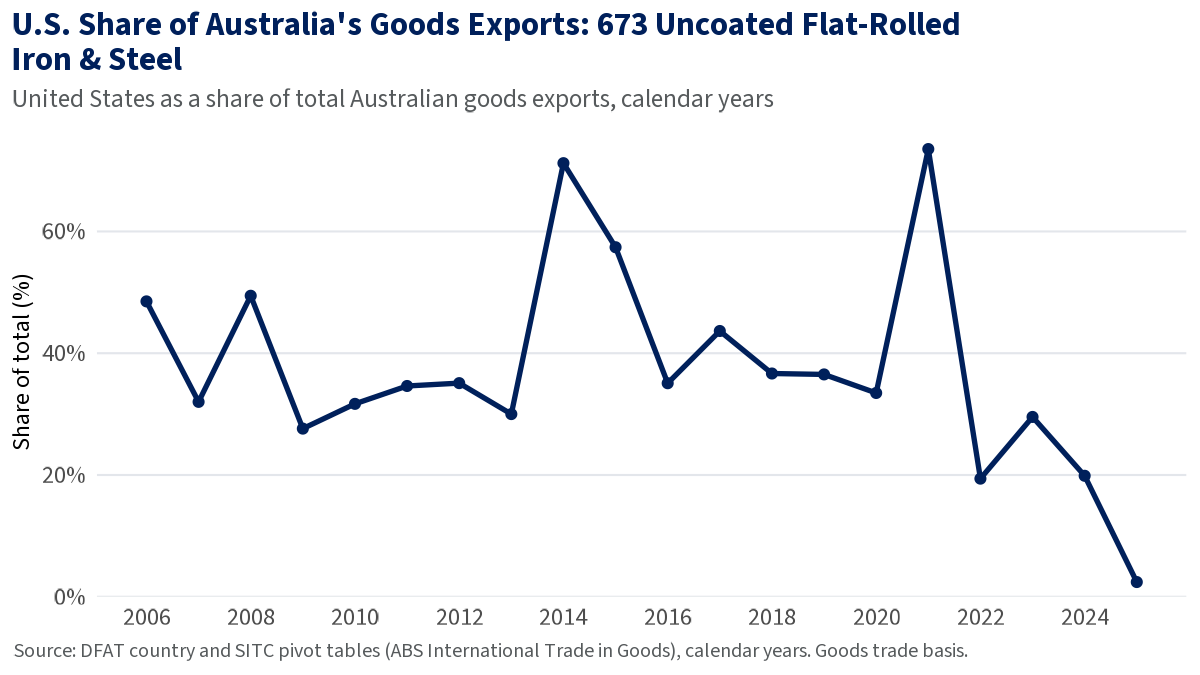 U.S. Share of Australia's Goods Exports: 673 Uncoated Flat-Rolled
Iron & Steel
United States as a share of total Australian goods exports, calendar years
Share of total (%)
60%
40%
20%
0%
2006 2008 2010 2012 2014 2016 2018 2020 2022 2024
Source: DFAT country and SITC pivot tables (ABS International Trade in Goods), calendar years. Goods trade basis.